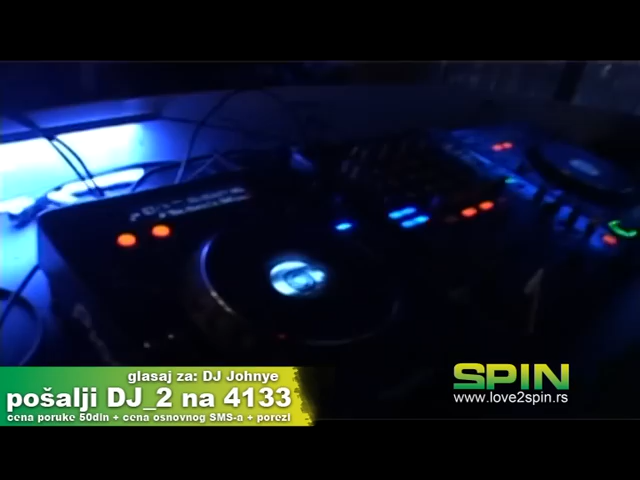 glasaj za: DJ Johnye
pošalji DJ_2 na 4133
cena poruke 50din + cena osnovnog SMS-a + porezi
SPIN
www.love2spin.rs